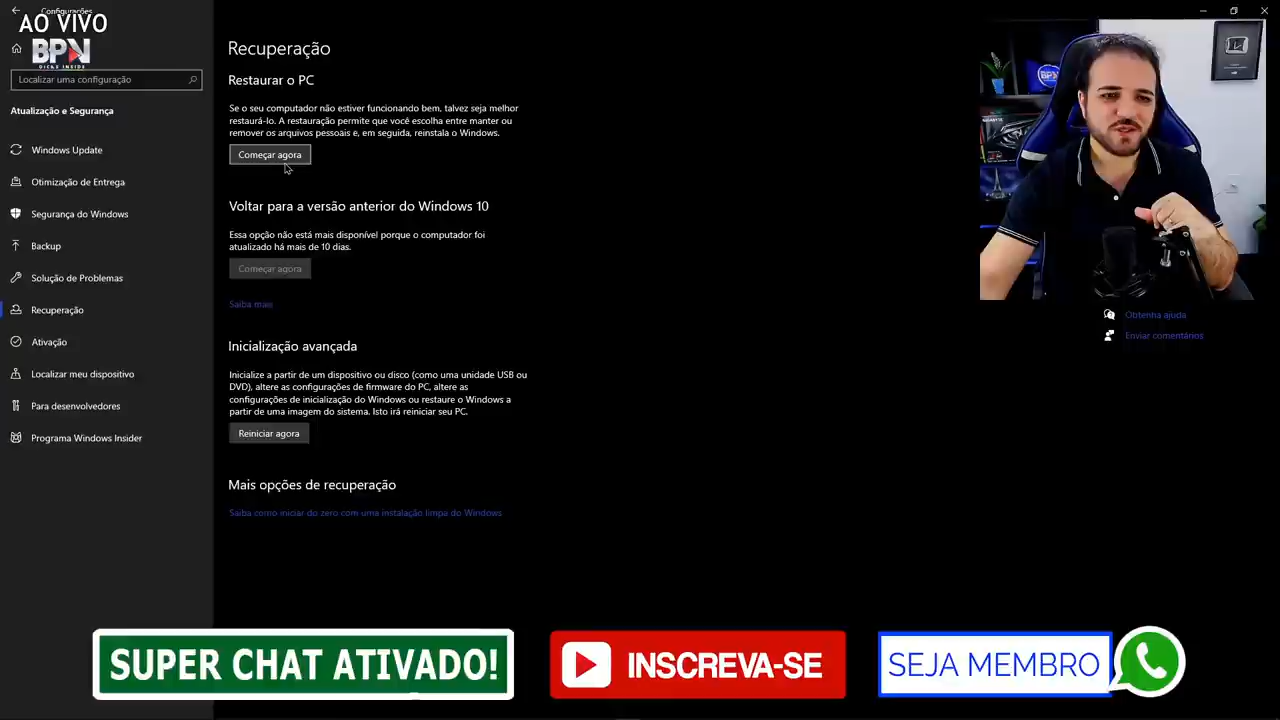 Configurações
AO VIVO
BPN
DICAS INSIDE
Localizar uma configuração
Atualização e Segurança
Windows Update
Otimização de Entrega
Segurança do Windows
Backup
Solução de Problemas
Recuperação
Ativação
Localizar meu dispositivo
Para desenvolvedores
Programa Windows Insider
Recuperação
Restaurar o PC
Se o seu computador não estiver funcionando bem, talvez seja melhor
restaurá-lo. A restauração permite que você escolha entre manter ou
remover os arquivos pessoais e, em seguida, reinstala o Windows.
Começar agora
Voltar para a versão anterior do Windows 10
Essa opção não está mais disponível porque o computador foi
atualizado há mais de 10 dias.
Começar agora
Saiba mais
Inicialização avançada
Inicialize a partir de um dispositivo ou disco (como uma unidade USB ou
DVD), altere as configurações de firmware do PC, altere as
configurações de inicialização do Windows ou restaure o Windows a
partir de uma imagem do sistema. Isto irá reiniciar seu PC.
Reiniciar agora
Mais opções de recuperação
Saiba como iniciar do zero com uma instalação limpa do Windows
Obtenha ajuda
Enviar comentários
SUPER CHAT ATIVADO!
INSCREVA-SE
SEJA MEMBRO